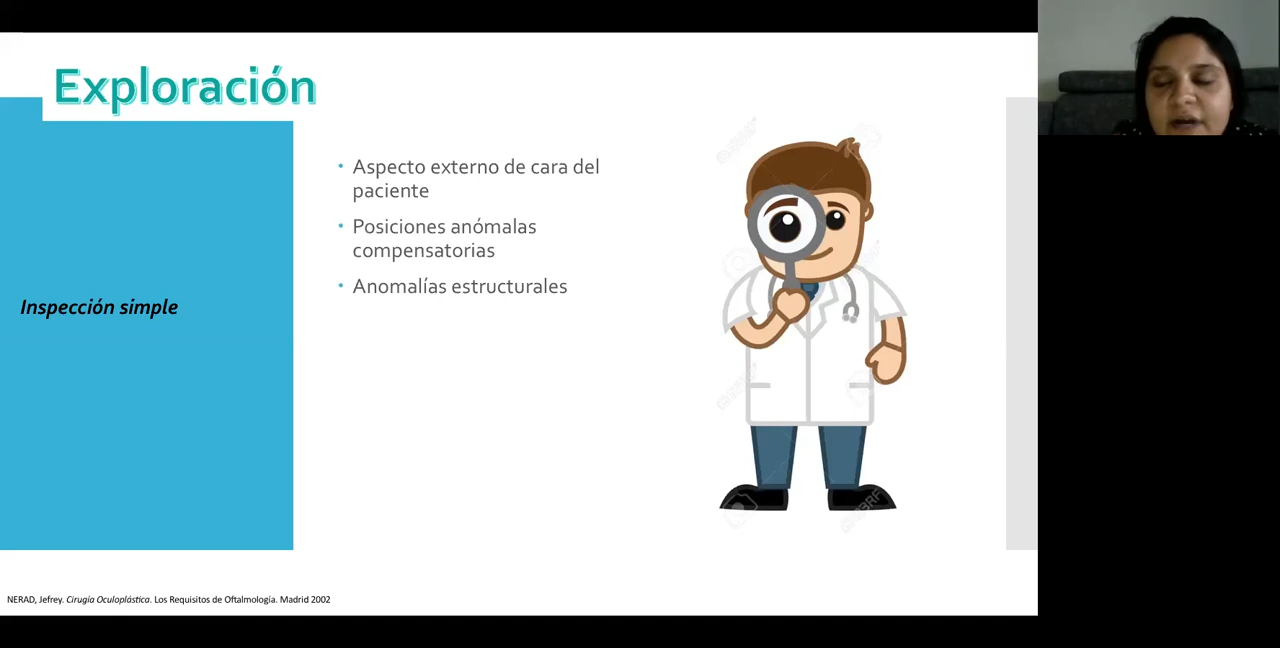 Exploración
Aspecto externo de cara del
paciente
Posiciones anómalas
compensatorias
Anomalías estructurales
Inspección simple
NERAD, Jefrey. Cirugía Oculoplástica. Los Requisitos de Oftalmología. Madrid 2002